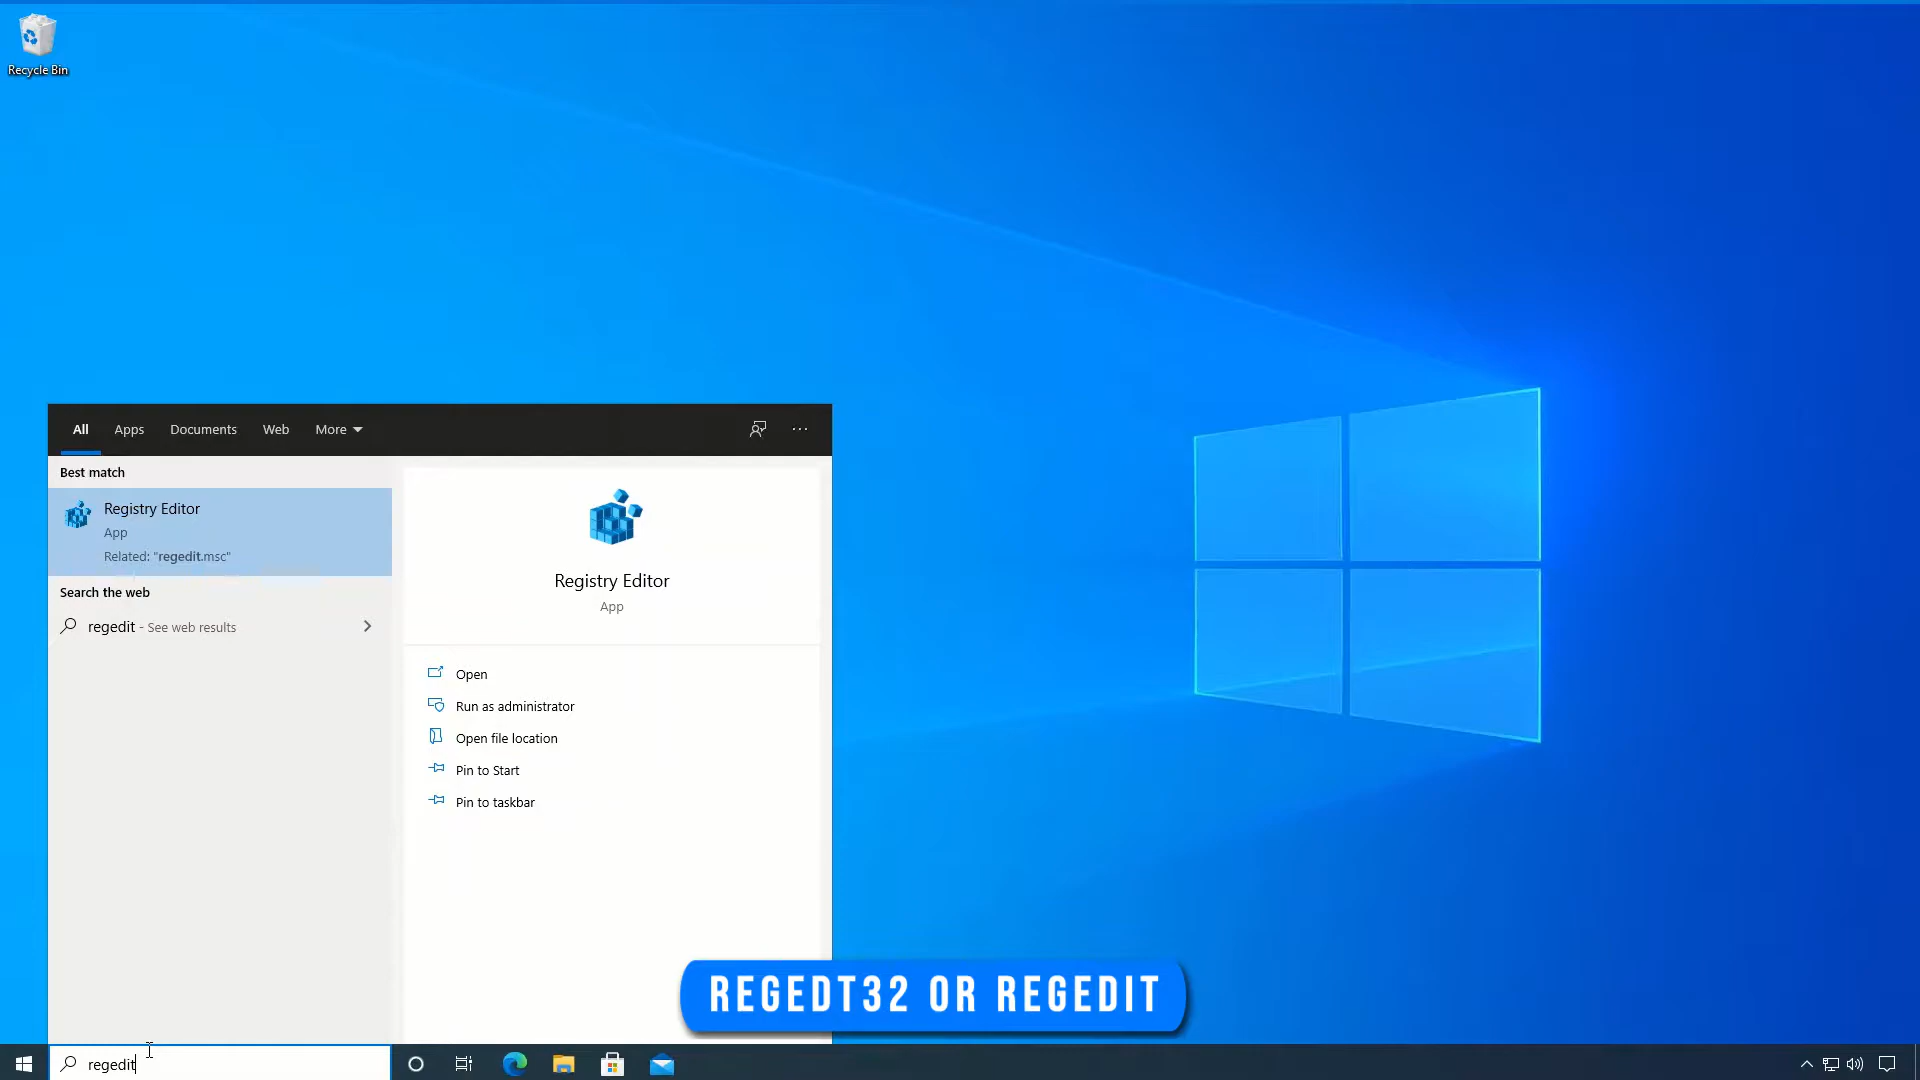 Recycle Bin
All Apps Documents Web More
Best match
Registry Editor
App
Related: "regedit.msc"
Search the web
regedit - See web results
Registry Editor
App
Open
Run as administrator
Open file location
Pin to Start
Pin to taskbar
REGEDT32 OR REGEDIT
regedit